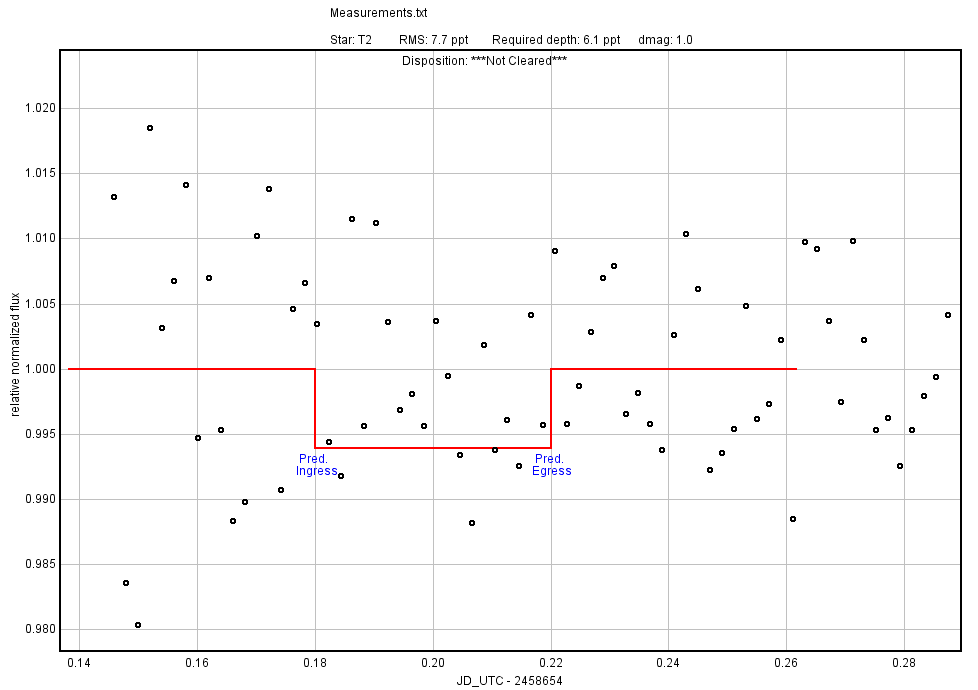 Measurements.txt
Star: T2 RMS: 7.7 ppt Required depth: 6.1 ppt dmag: 1.0
Disposition: ***Not Cleared***
relative normalized flux
1.020
1.015
1.010
1.005
1.000
0.995
0.990
0.985
0.980
Pred.
Ingress
Pred.
Egress
0.14 0.16 0.18 0.20 0.22 0.24 0.26 0.28
JD_UTC - 2458654